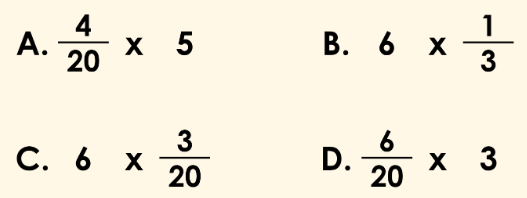 A. 4/20 x 5 B. 6 x 1/3
C. 6 x 3/20 D. 6/20 x 3